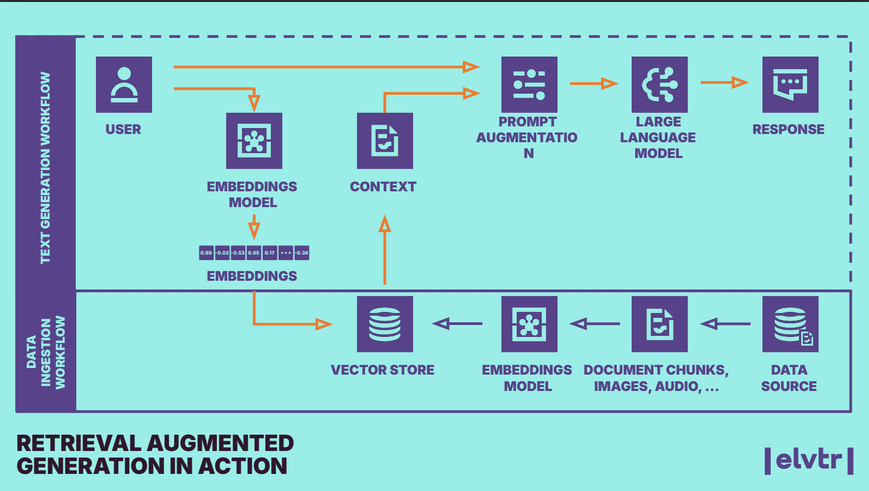 TEXT GENERATION WORKFLOW
USER
EMBEDDINGS
MODEL
CONTEXT
PROMPT
AUGMENTATIO
N
LARGE
LANGUAGE
MODEL
RESPONSE
0.89 -0.02 -0.53 0.95 0.17 ••• -0.38
EMBEDDINGS
DATA
INGESTION
WORKFLOW
VECTOR STORE
EMBEDDINGS
MODEL
DOCUMENT CHUNKS,
IMAGES, AUDIO, ...
DATA
SOURCE
RETRIEVAL AUGMENTED
GENERATION IN ACTION
elvtr